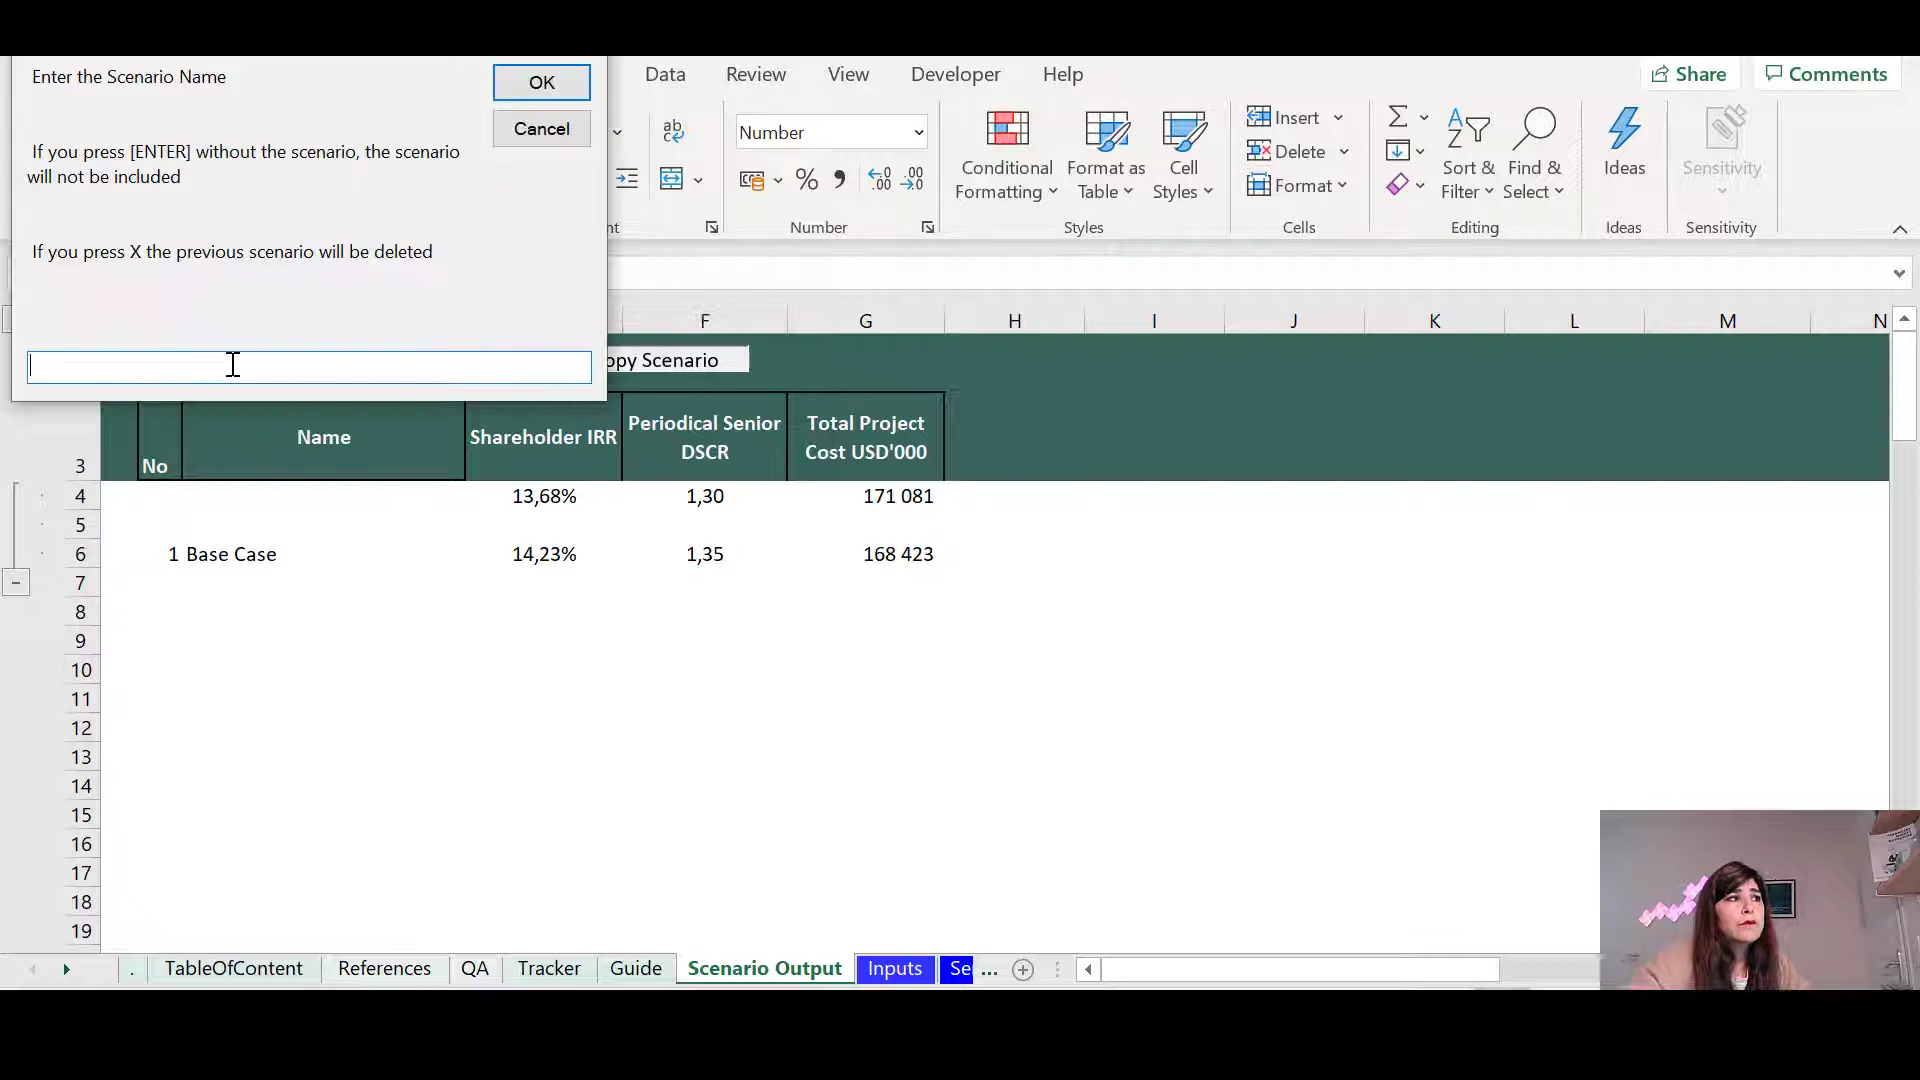 Enter the Scenario Name
OK
Cancel
If you press [ENTER] without the scenario, the scenario
will not be included
If you press X the previous scenario will be deleted
Data Review View Developer Help
Share Comments
Number
Conditional
Formatting
Format as
Table
Cell
Styles
Insert
Delete
Format
Sort &
Filter
Find &
Select
Ideas
Sensitivity
Number Styles Cells Editing Ideas Sensitivity
F G H I J K L M N
opy Scenario
No Name Shareholder IRR
Periodical Senior
DSCR
Total Project
Cost USD'000
3
4 13,68% 1,30 171 081
5
6 1 Base Case 14,23% 1,35 168 423
7
8
9
10
11
12
13
14
15
16
17
18
19
. TableOfContent References QA Tracker Guide Scenario Output Inputs Se ...